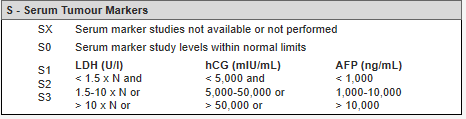 S - Serum Tumour Markers
SX Serum marker studies not available or not performed
S0 Serum marker study levels within normal limits
LDH (U/l) hCG (mIU/mL) AFP (ng/mL)
S1 < 1.5 x N and < 5,000 and < 1,000
S2 1.5-10 x N or 5,000-50,000 or 1,000-10,000
S3 > 10 x N or > 50,000 or > 10,000